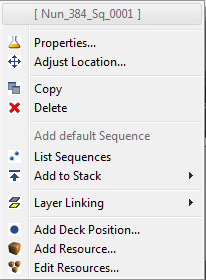 [ Nun_384_Sq_0001 ]
Properties...
Adjust Location...
Copy
Delete
Add default Sequence
List Sequences
Add to Stack
Layer Linking
Add Deck Position...
Add Resource...
Edit Resources...